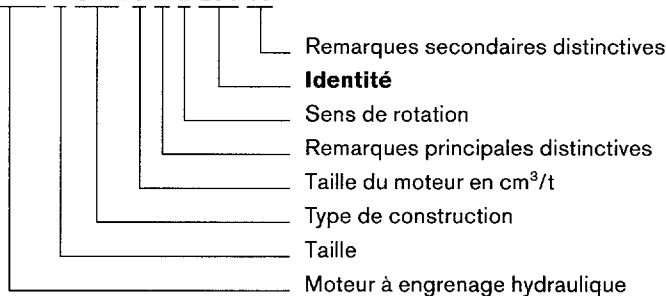 Remarques secondaires distinctives
Identité
Sens de rotation
Remarques principales distinctives
Taille du moteur en cm³/t
Type de construction
Taille
Moteur à engrenage hydraulique